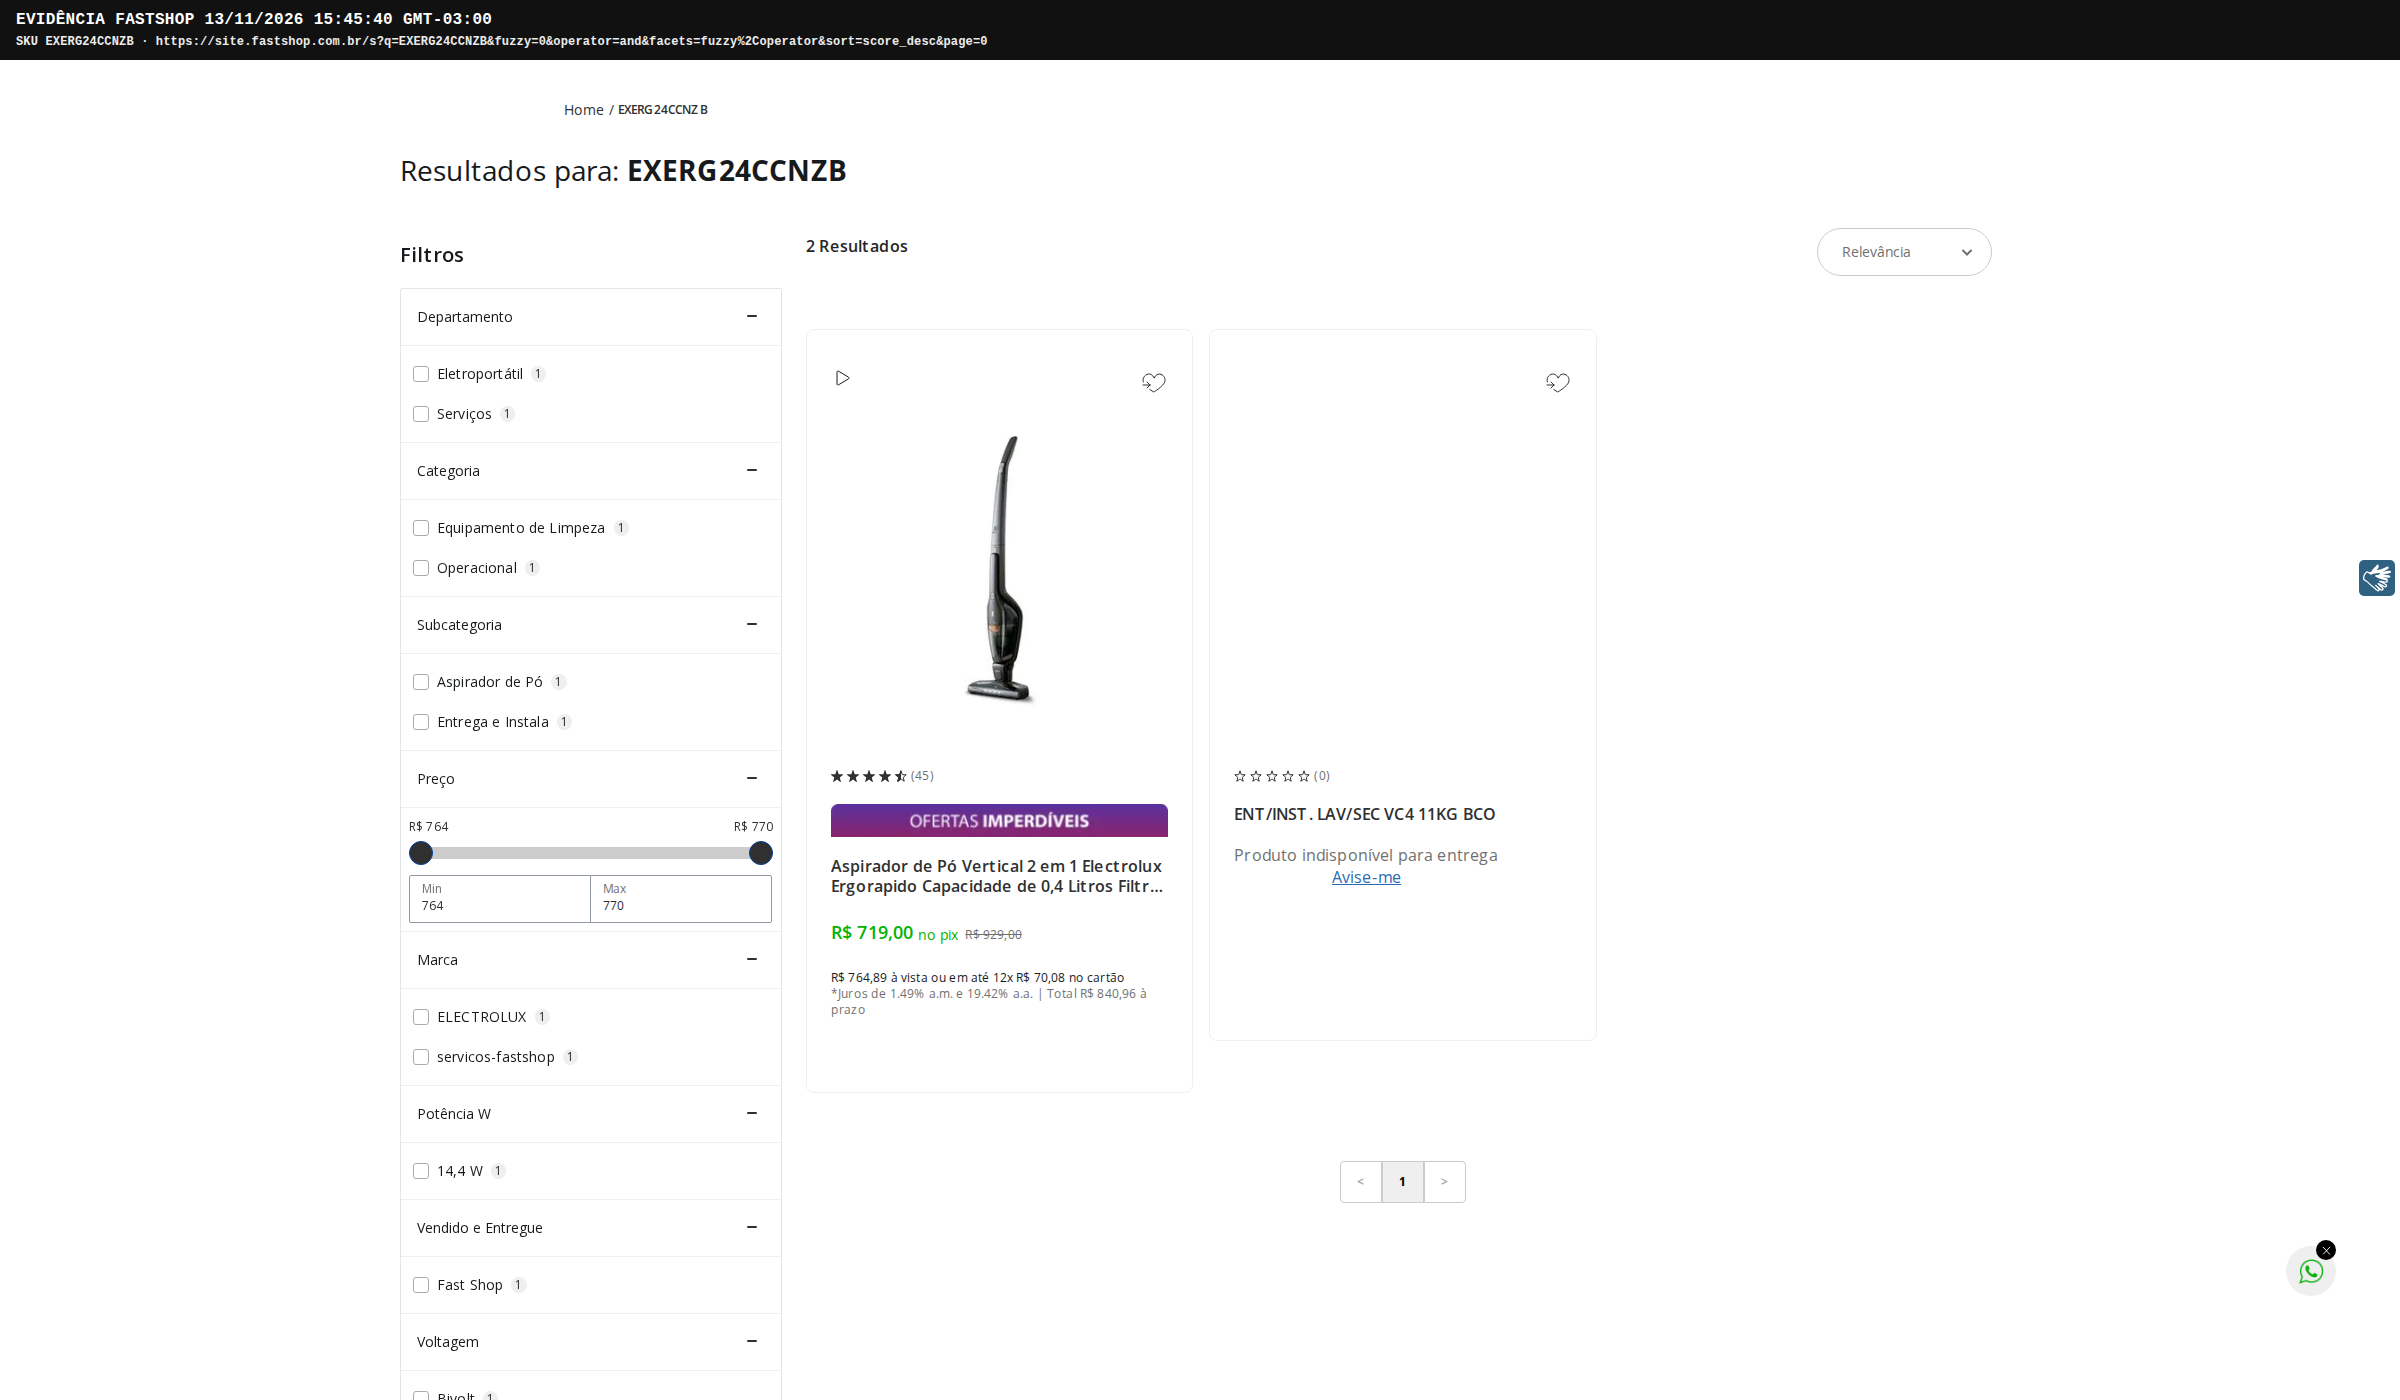 EVIDÊNCIA FASTSHOP 13/11/2026 15:45:40 GMT-03:00
SKU EXERG24CCNZB · https://site.fastshop.com.br/s?q=EXERG24CCNZB&fuzzy=0&operator=and&facets=fuzzy%2Coperator&sort=score_desc&page=0
Home / EXERG24CCNZB
Resultados para: EXERG24CCNZB
Filtros
2 Resultados
Relevância
Departamento
Eletroportátil 1
Serviços 1
Categoria
Equipamento de Limpeza 1
Operacional 1
Subcategoria
Aspirador de Pó 1
Entrega e Instala 1
Preço
R$ 764
R$ 770
Min
764
Max
770
Marca
ELECTROLUX 1
servicos-fastshop 1
Potência W
14,4 W 1
Vendido e Entregue
Fast Shop 1
Voltagem
Bivolt 1
(45)
OFERTAS IMPERDÍVEIS
Aspirador de Pó Vertical 2 em 1 Electrolux
Ergorapido Capacidade de 0,4 Litros Filtr...
R$ 719,00 no pix R$ 929,00
R$ 764,89 à vista ou em até 12x R$ 70,08 no cartão
*Juros de 1.49% a.m. e 19.42% a.a. | Total R$ 840,96 à
prazo
(0)
ENT/INST. LAV/SEC VC4 11KG BCO
Produto indisponível para entrega
Avise-me
< 1 >